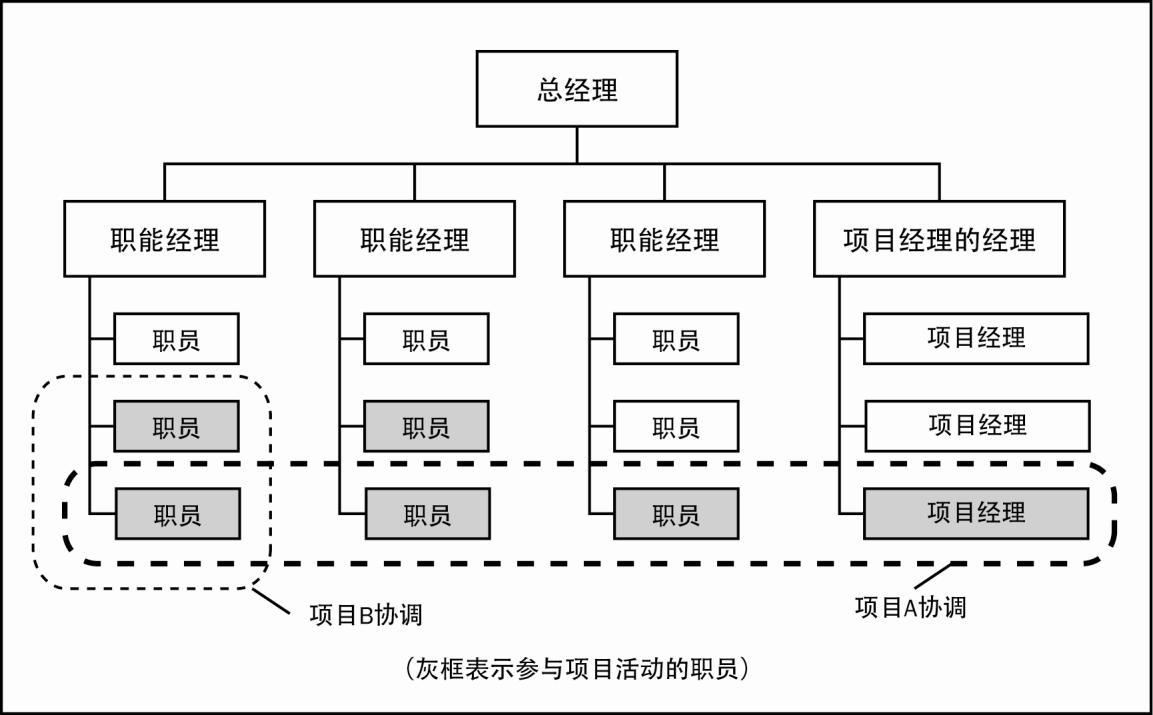 总经理
职能经理
职能经理
职能经理
项目经理的经理
职员
职员
职员
项目经理
职员
职员
职员
项目经理
职员
职员
职员
项目经理
项目B协调
项目A协调
（灰框表示参与项目活动的职员）